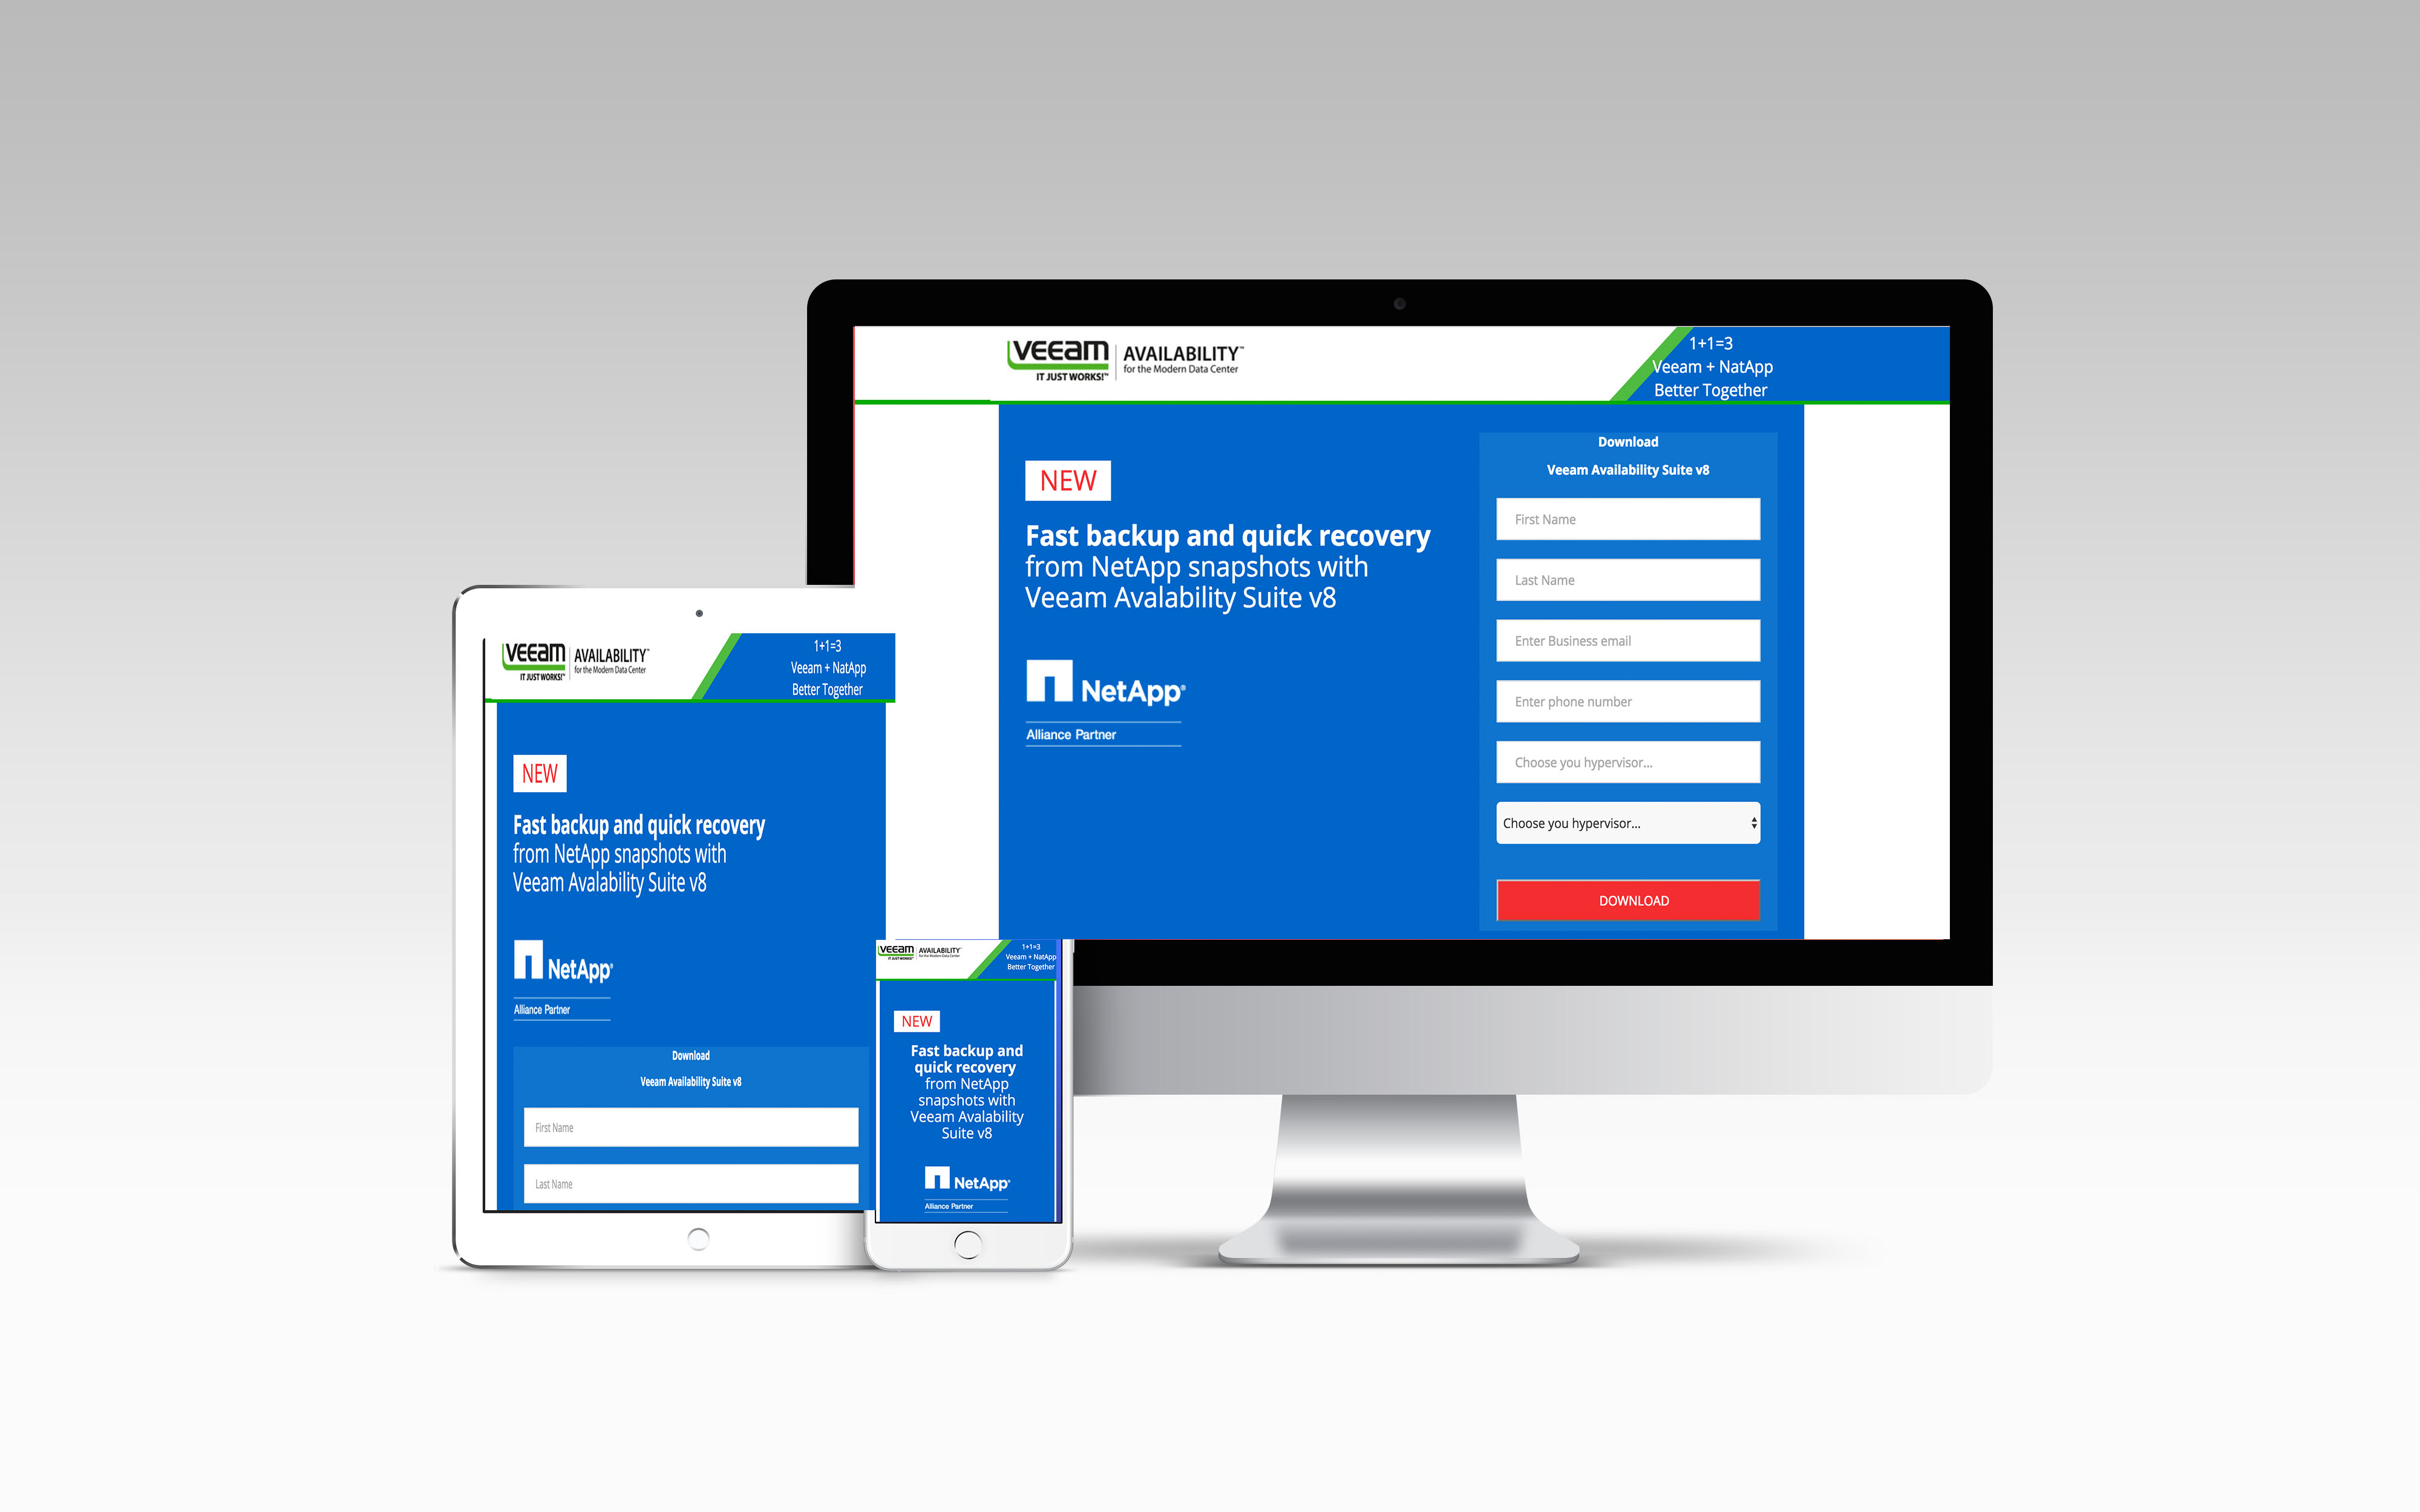 veeam
IT JUST WORKS!™
AVAILABILITY™
for the Modern Data Center
1+1=3
Veeam + NatApp
Better Together
NEW
Fast backup and quick recovery
from NetApp snapshots with
Veeam Avalability Suite v8
NetApp®
Alliance Partner
Download
Veeam Availability Suite v8
First Name
Last Name
Enter Business email
Enter phone number
Choose you hypervisor...
Choose you hypervisor...
DOWNLOAD
veeam
IT JUST WORKS!™
AVAILABILITY™
for the Modern Data Center
1+1=3
Veeam + NatApp
Better Together
NEW
Fast backup and quick recovery
from NetApp snapshots with
Veeam Avalability Suite v8
NetApp®
Alliance Partner
Download
Veeam Availability Suite v8
First Name
Last Name
veeam
IT JUST WORKS!™
AVAILABILITY™
for the Modern Data Center
1+1=3
Veeam + NatApp
Better Together
NEW
Fast backup and
quick recovery
from NetApp
snapshots with
Veeam Avalability
Suite v8
NetApp®
Alliance Partner